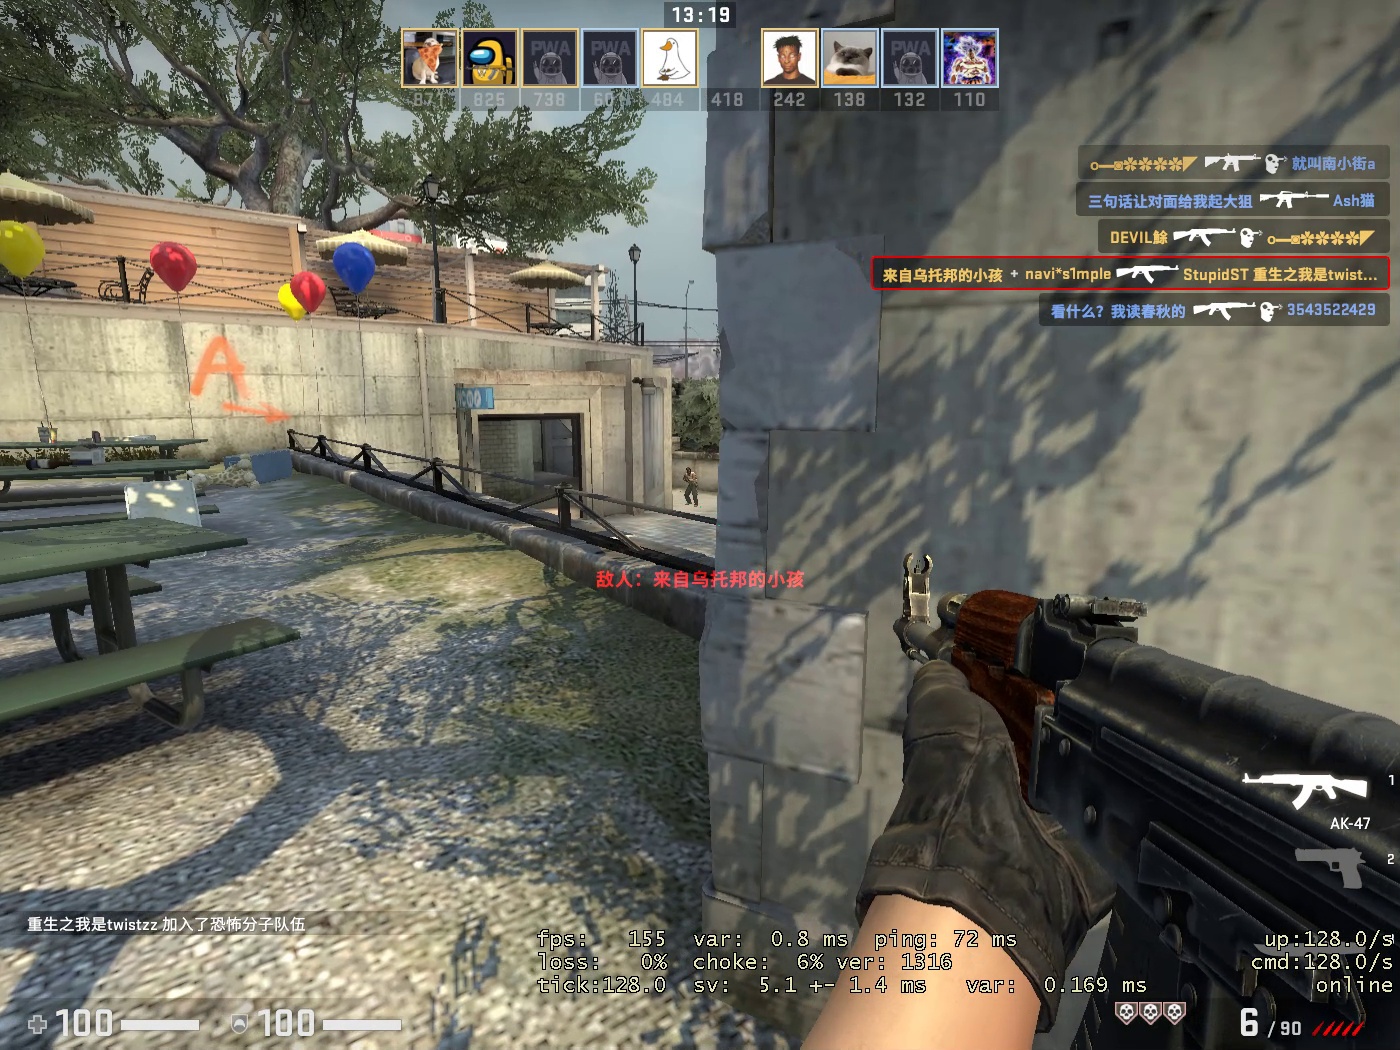 13:19
PWA PWA PWA
871 825 738 604 484 418 242 138 132 110
就叫南小街a
三句话让对面给我起大狙 Ash猫
DEVIL鮽
来自乌托邦的小孩 + navi*s1mple StupidST 重生之我是twist...
看什么？我读春秋的 3543522429
A
敌人：来自乌托邦的小孩
1
AK-47
2
重生之我是twistzz 加入了恐怖分子队伍
fps: 155 var: 0.8 ms ping: 72 ms
loss: 0% choke: 6% ver: 1316
tick:128.0 sv: 5.1 +- 1.4 ms var: 0.169 ms
up:128.0/s
cmd:128.0/s
online
100 100
6 / 90